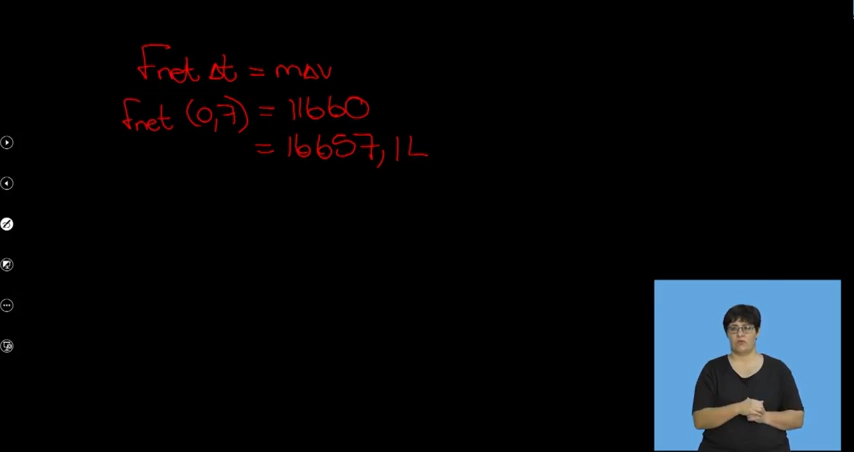 Fnet Δt = mΔv
Fnet (0,7) = 11660
= 16657,1L